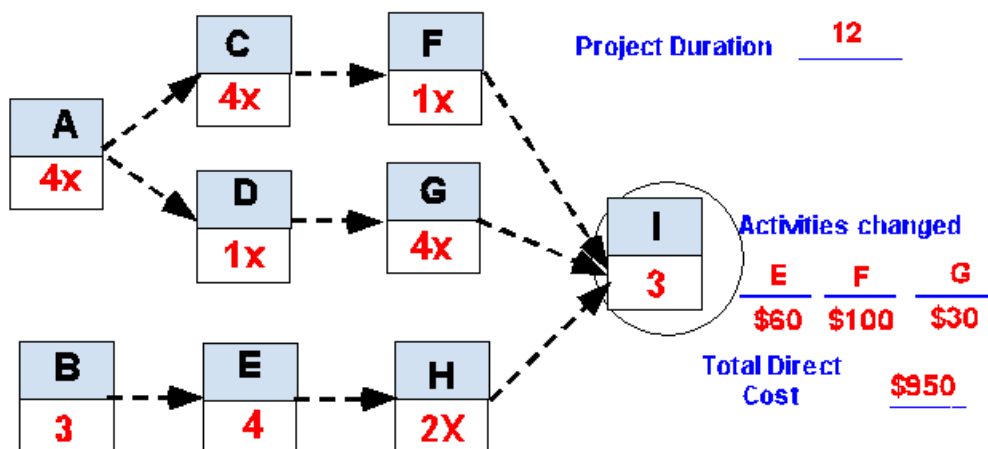 C
4x
F
1x
Project Duration 12
A
4x
D
1x
G
4x
I
3
Activities changed
E F G
$60 $100 $30
B
3
E
4
H
2X
Total Direct
Cost $950